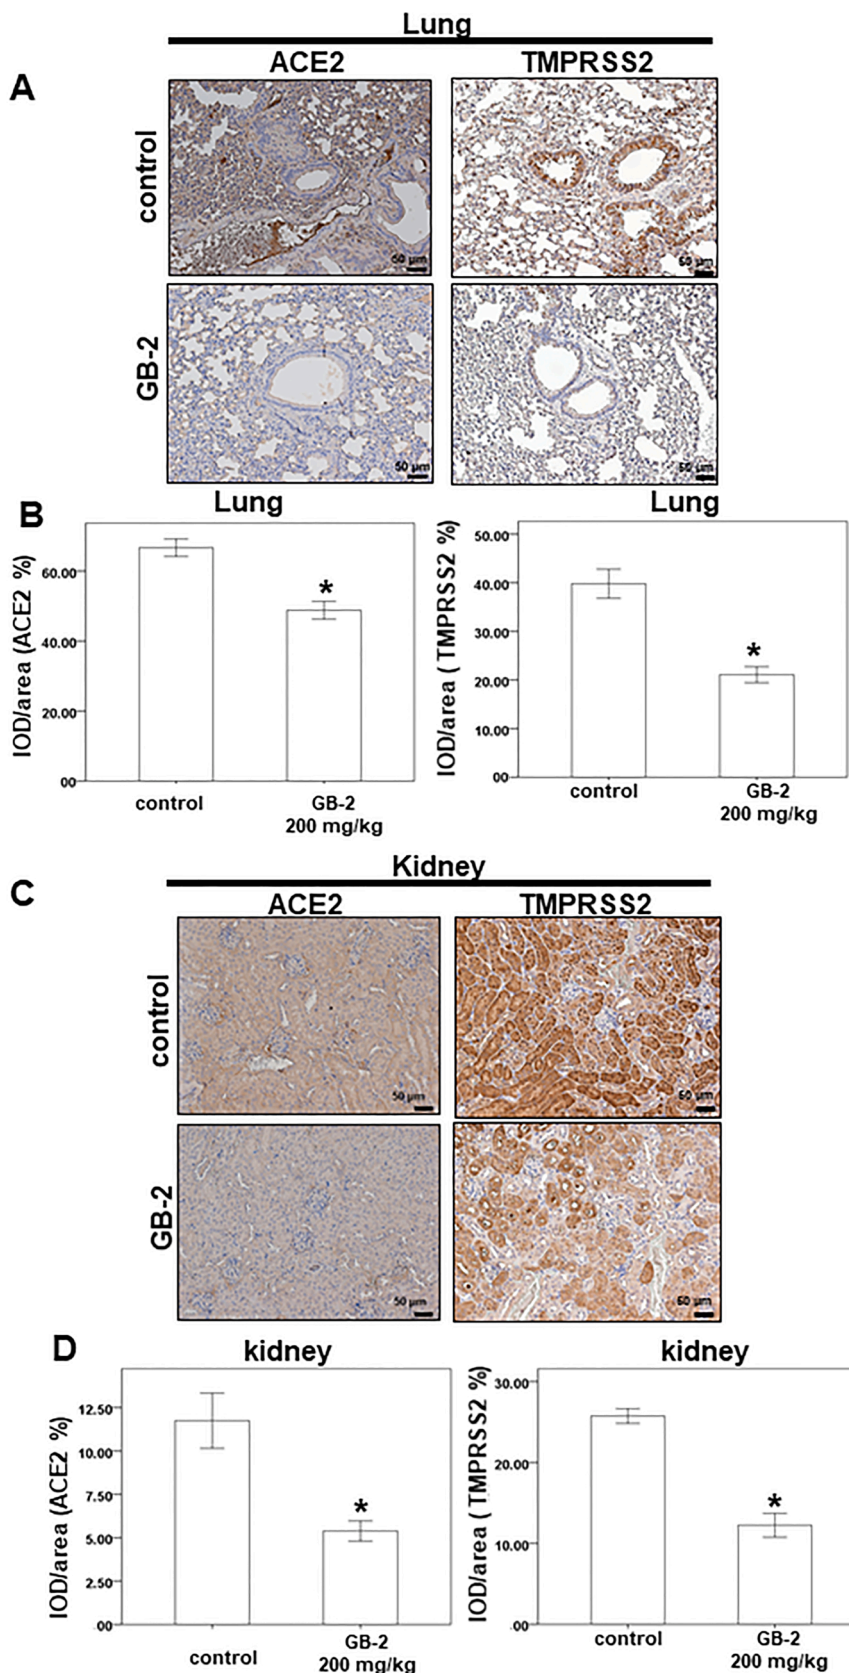 Lung
ACE2 TMPRSS2
A
control
50 µm
50 µm
GB-2
50 µm
50 µm
B
Lung
IOD/area (ACE2 %)
60.00
40.00
20.00
00
control
GB-2
200 mg/kg
*
Lung
IOD/area ( TMPRSS2 %)
50.00
40.00
30.00
20.00
10.00
00
control
GB-2
200 mg/kg
*
Kidney
C
ACE2 TMPRSS2
control
50 µm
50 µm
GB-2
50 µm
50 µm
D
kidney
IOD/area (ACE2 %)
12.50
10.00
7.50
5.00
2.50
.00
control
GB-2
200 mg/kg
*
kidney
IOD/area ( TMPRSS2 %)
30.00
20.00
10.00
.00
control
GB-2
200 mg/kg
*